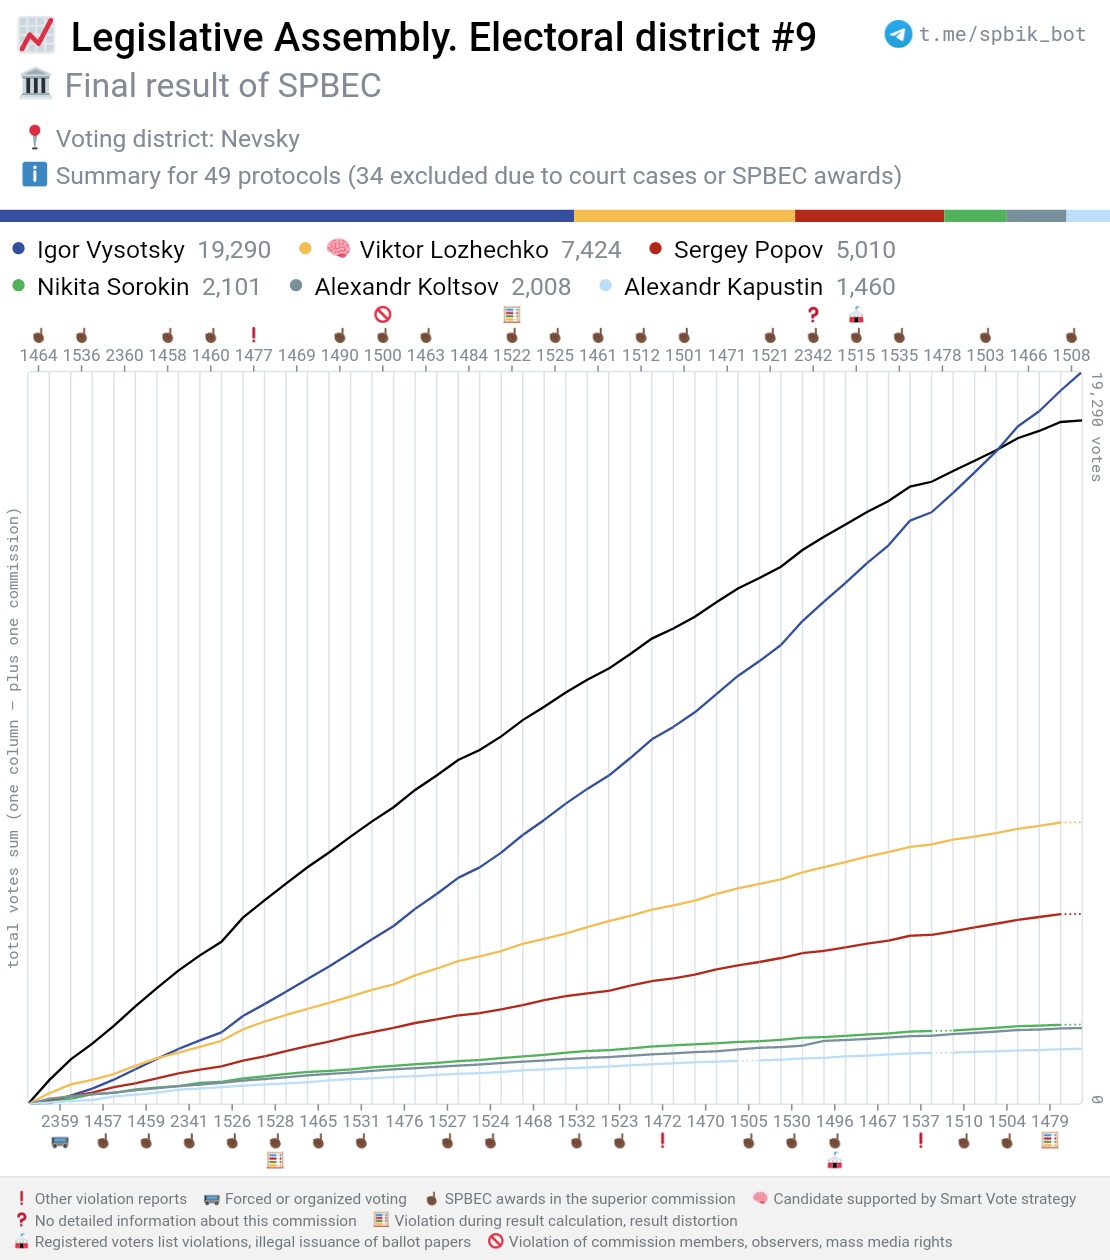 Legislative Assembly. Electoral district #9
t.me/spbik_bot
Final result of SPBEC
Voting district: Nevsky
Summary for 49 protocols (34 excluded due to court cases or SPBEC awards)
Igor Vysotsky 19,290 Viktor Lozhechko 7,424 Sergey Popov 5,010
Nikita Sorokin 2,101 Alexandr Koltsov 2,008 Alexandr Kapustin 1,460
1464 1536 2360 1458 1460 1477 1469 1490 1500 1463 1484 1522 1525 1461 1512 1501 1471 1521 2342 1515 1535 1478 1503 1466 1508
19,290 votes
total votes sum (one column – plus one commission)
0
2359 1457 1459 2341 1526 1528 1465 1531 1476 1527 1524 1468 1532 1523 1472 1470 1505 1530 1496 1467 1537 1510 1504 1479
Other violation reports Forced or organized voting SPBEC awards in the superior commission Candidate supported by Smart Vote strategy
No detailed information about this commission Violation during result calculation, result distortion
Registered voters list violations, illegal issuance of ballot papers Violation of commission members, observers, mass media rights